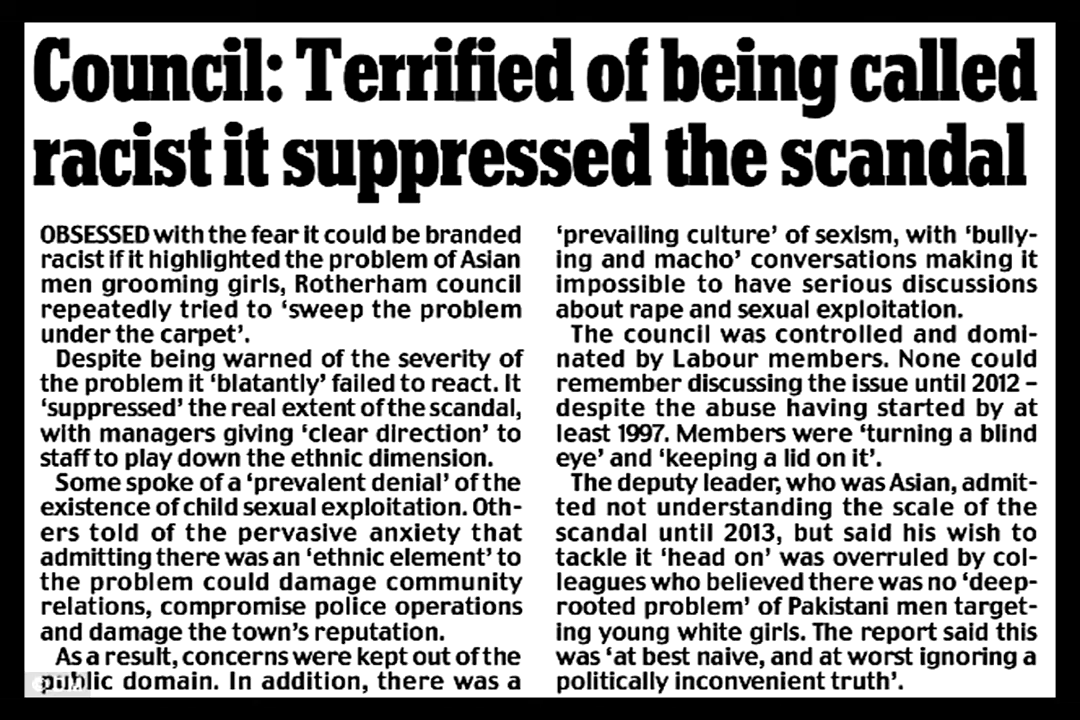 Council: Terrified of being called
racist it suppressed the scandal
OBSESSED with the fear it could be branded
racist if it highlighted the problem of Asian
men grooming girls, Rotherham council
repeatedly tried to ‘sweep the problem
under the carpet’.
Despite being warned of the severity of
the problem it ‘blatantly’ failed to react. It
‘suppressed’ the real extent of the scandal,
with managers giving ‘clear direction’ to
staff to play down the ethnic dimension.
Some spoke of a ‘prevalent denial’ of the
existence of child sexual exploitation. Oth-
ers told of the pervasive anxiety that
admitting there was an ‘ethnic element’ to
the problem could damage community
relations, compromise police operations
and damage the town’s reputation.
As a result, concerns were kept out of the
public domain. In addition, there was a
‘prevailing culture’ of sexism, with ‘bully-
ing and macho’ conversations making it
impossible to have serious discussions
about rape and sexual exploitation.
The council was controlled and domi-
nated by Labour members. None could
remember discussing the issue until 2012 –
despite the abuse having started by at
least 1997. Members were ‘turning a blind
eye’ and ‘keeping a lid on it’.
The deputy leader, who was Asian, admit-
ted not understanding the scale of the
scandal until 2013, but said his wish to
tackle it ‘head on’ was overruled by col-
leagues who believed there was no ‘deep-
rooted problem’ of Pakistani men target-
ing young white girls. The report said this
was ‘at best naive, and at worst ignoring a
politically inconvenient truth’.